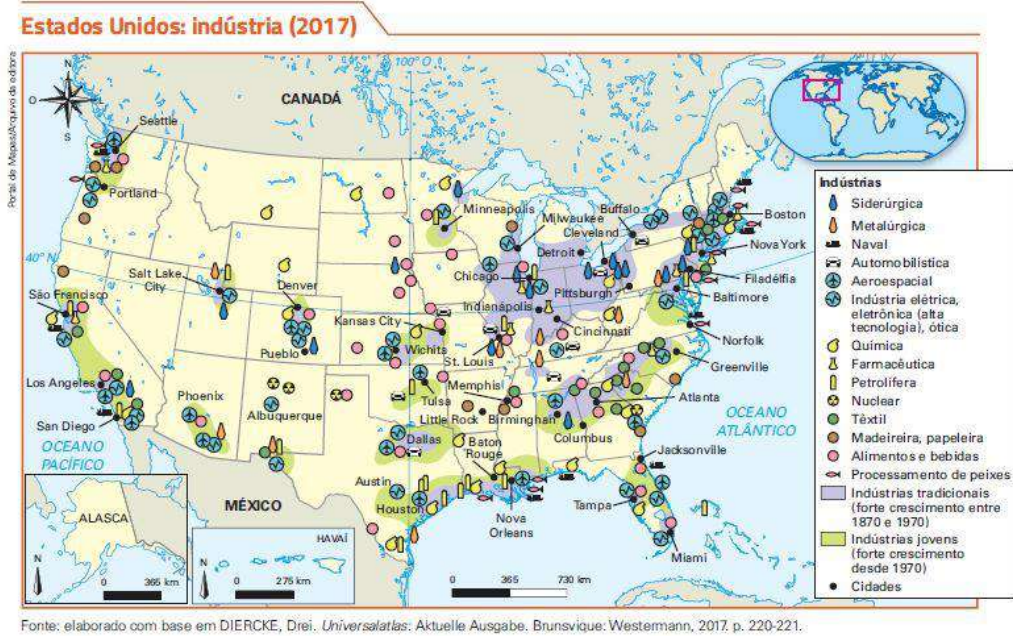 Estados Unidos: indústria (2017)
Portal de Mapas/Arquivo da editora
100° O
N
O
L
S
CANADÁ
Seattle
Portland
Minneapolis
Milwaukee
Buffalo
Cleveland
Detroit
Boston
Nova York
40° N
Salt Lake
City
Denver
Chicago
Pittsburgh
Filadélfia
Baltimore
São Francisco
Indianápolis
Kansas City
Cincinnati
Norfolk
Pueblo
Wichita
St. Louis
Greenville
Los Angeles
Phoenix
Albuquerque
Tulsa
Memphis
Little Rock
Birminghan
Atlanta
San Diego
Dallas
Baton
Rouge
Columbus
OCEANO
ATLÂNTICO
OCEANO
PACÍFICO
Jacksonville
Austin
Houston
MÉXICO
Nova
Orleans
Tampa
Miami
ALASCA
N
0 365 km
HAVAÍ
N
0 275 km
0 365 730 km
Indústrias
Siderúrgica
Metalúrgica
Naval
Automobilística
Aeroespacial
Indústria elétrica,
eletrônica (alta
tecnologia), ótica
Química
Farmacêutica
Petrolífera
Nuclear
Têxtil
Madeireira, papeleira
Alimentos e bebidas
Processamento de peixes
Indústrias tradicionais
(forte crescimento entre
1870 e 1970)
Indústrias jovens
(forte crescimento
desde 1970)
Cidades
Fonte: elaborado com base em DIERCKE, Drei. Universalatlas: Aktuelle Ausgabe. Brunsvique: Westermann, 2017. p. 220-221.